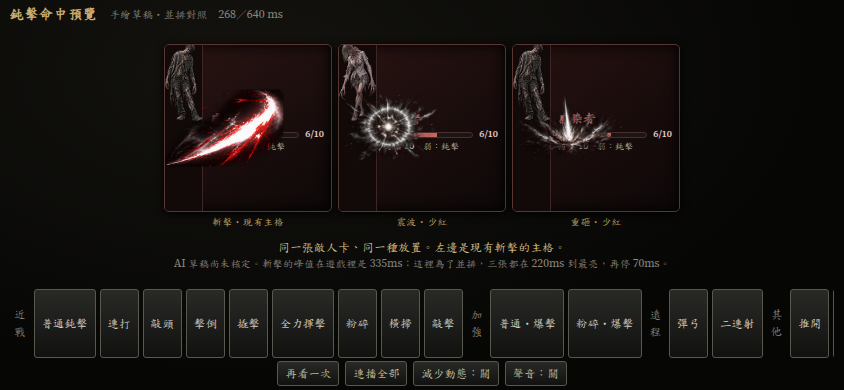 鈍擊命中預覽 手繪草稿・並排對照 268／640 ms
6/10
鈍擊
6/10
弱：鈍擊
染者
6/10
弱：鈍擊
斬擊・現有主格
震波・少紅
重砸・少紅
同一張敵人卡、同一種放置。左邊是現有斬擊的主格。
AI 草稿尚未核定。斬擊的峰值在遊戲裡是 335ms；這裡為了並排，三張都在 220ms 到最亮，再停 70ms。
近戰
普通鈍擊
連打
敲頭
擊倒
猛擊
全力揮擊
粉碎
橫掃
敲擊
加強
普通・爆擊
粉碎・爆擊
遠程
彈弓
二連射
其他
推開
再看一次
連播全部
減少動態：關
聲音：關